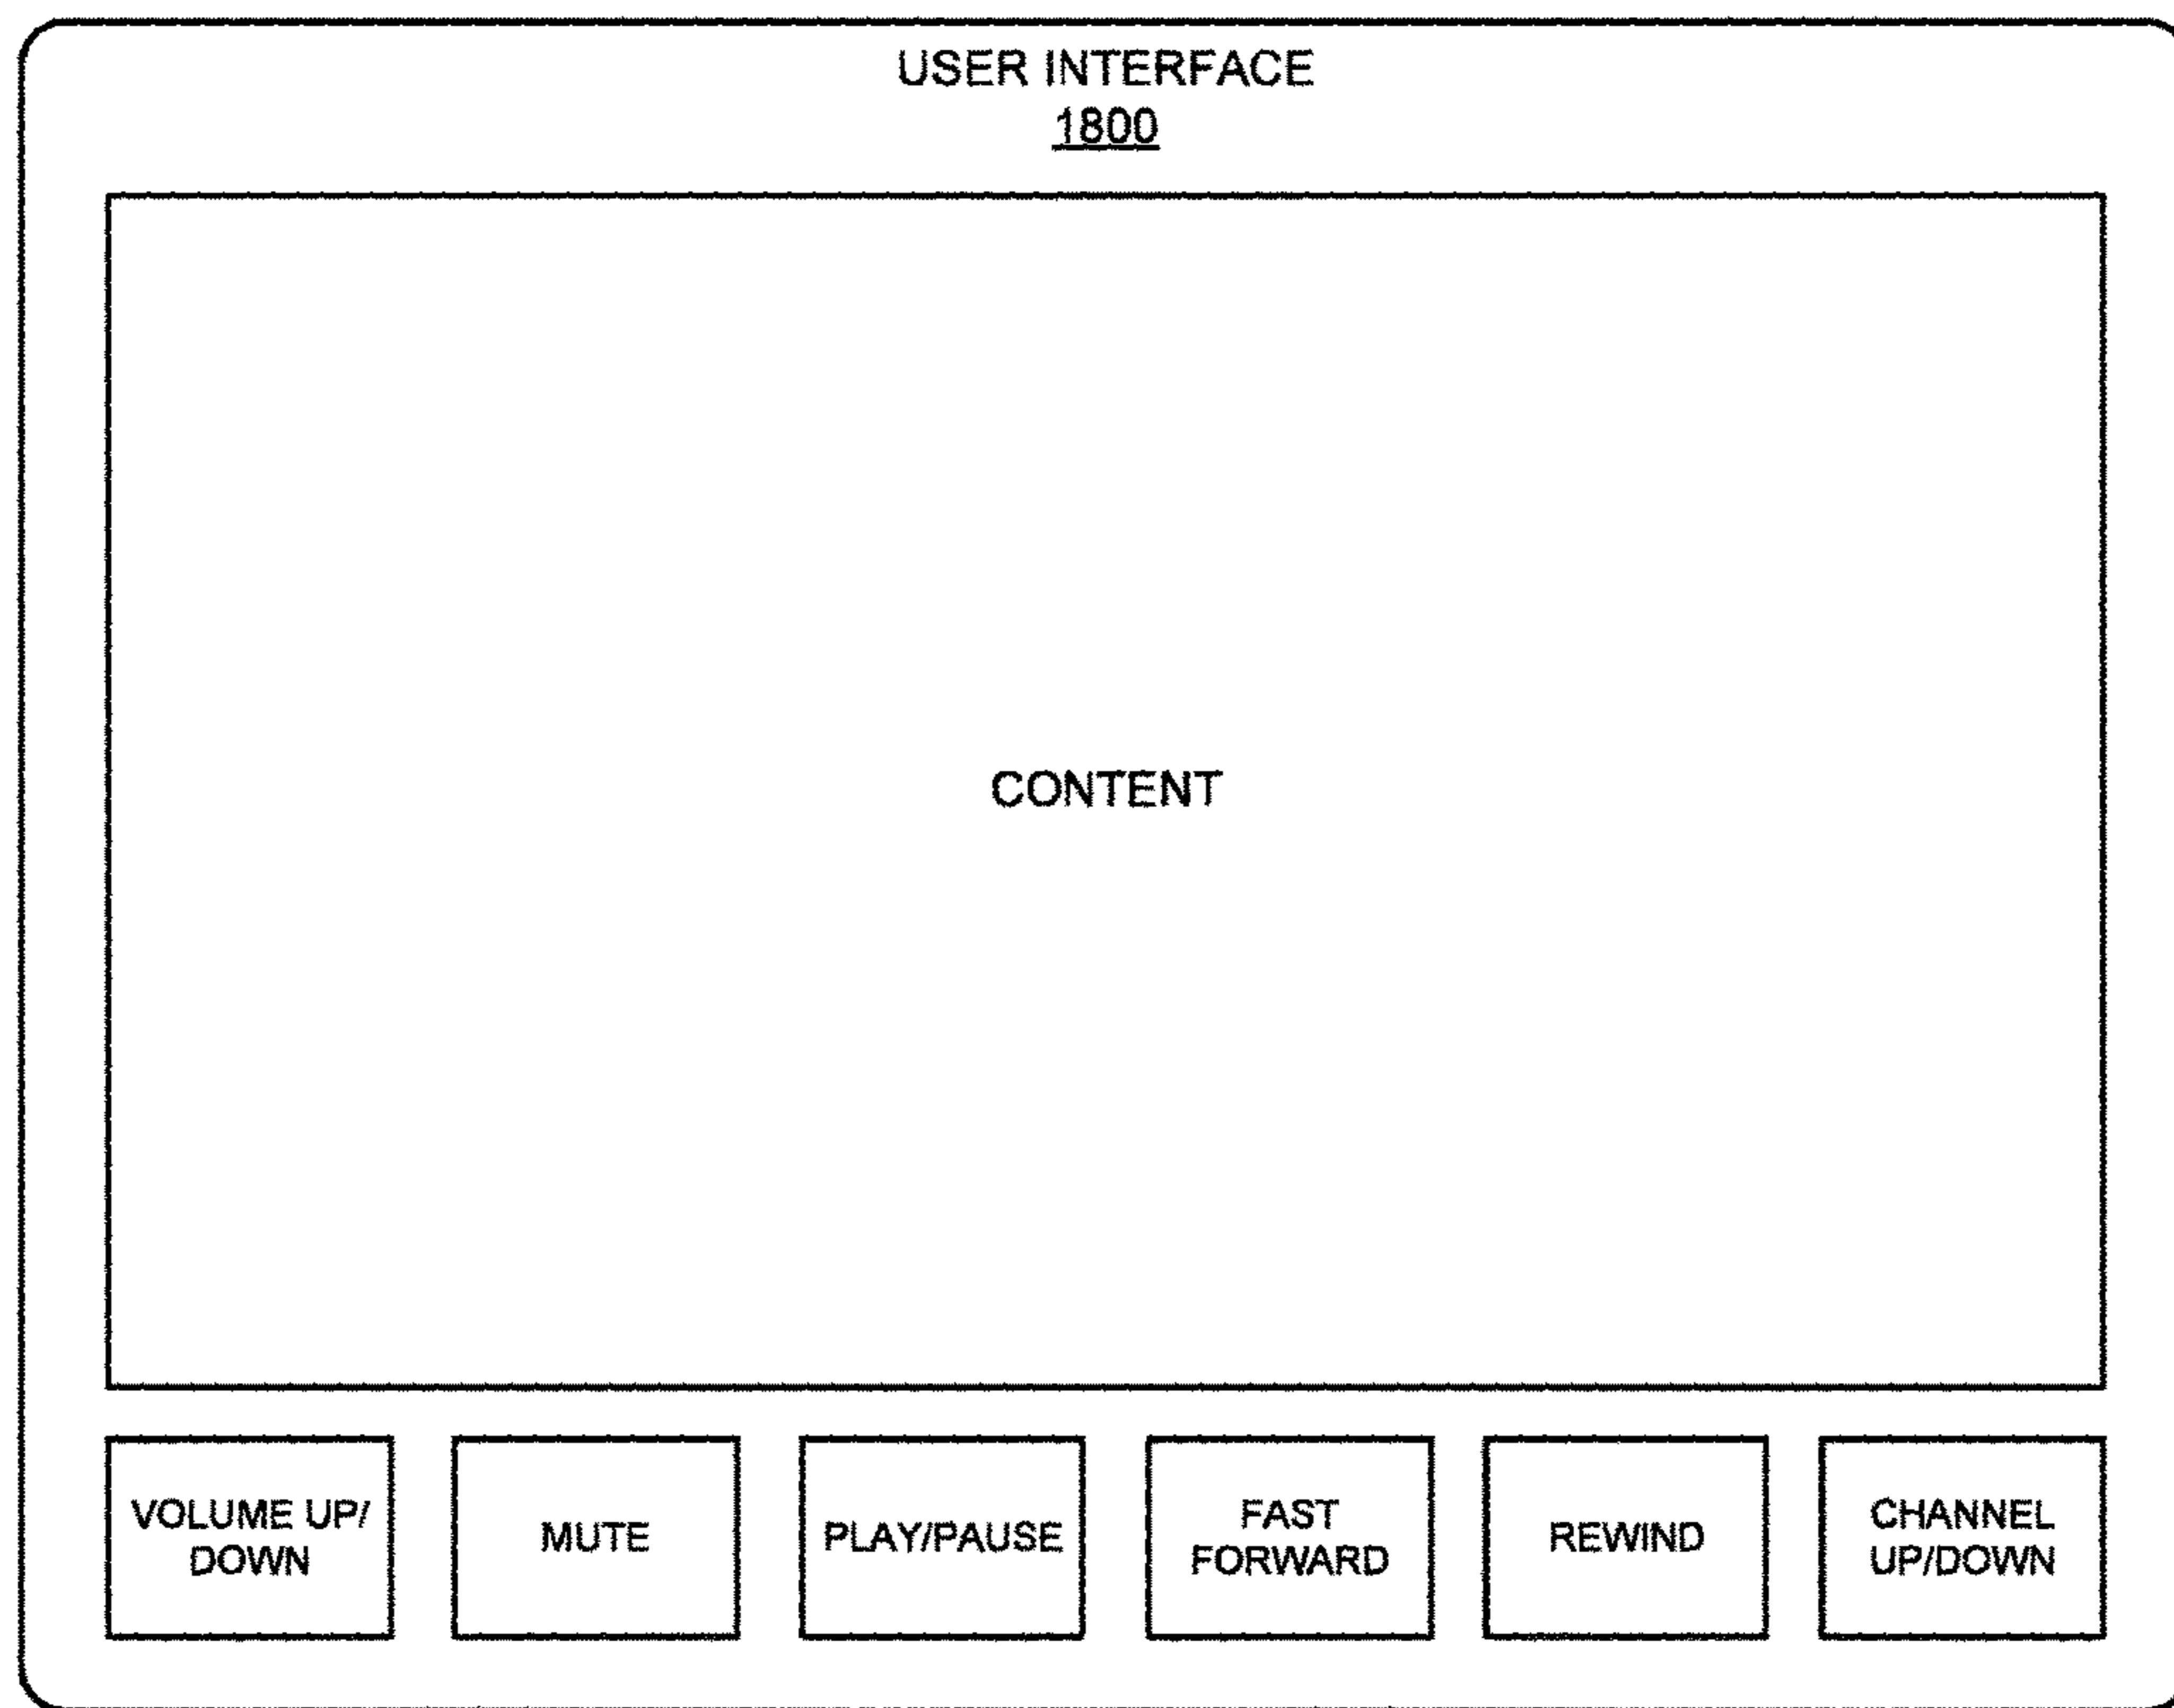 USER INTERFACE
1800
CONTENT
VOLUME UP/
DOWN
MUTE
PLAY/PAUSE
FAST
FORWARD
REWIND
CHANNEL
UP/DOWN